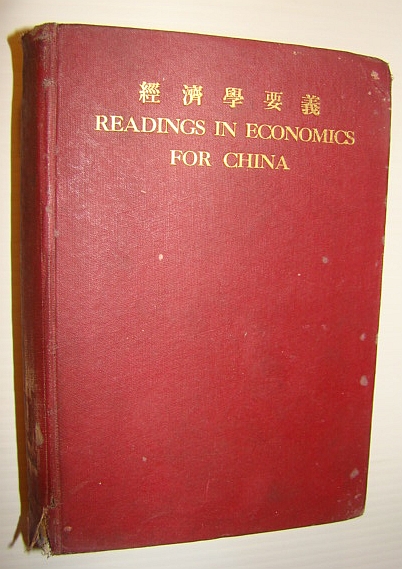 經濟學要義
READINGS IN ECONOMICS
FOR CHINA